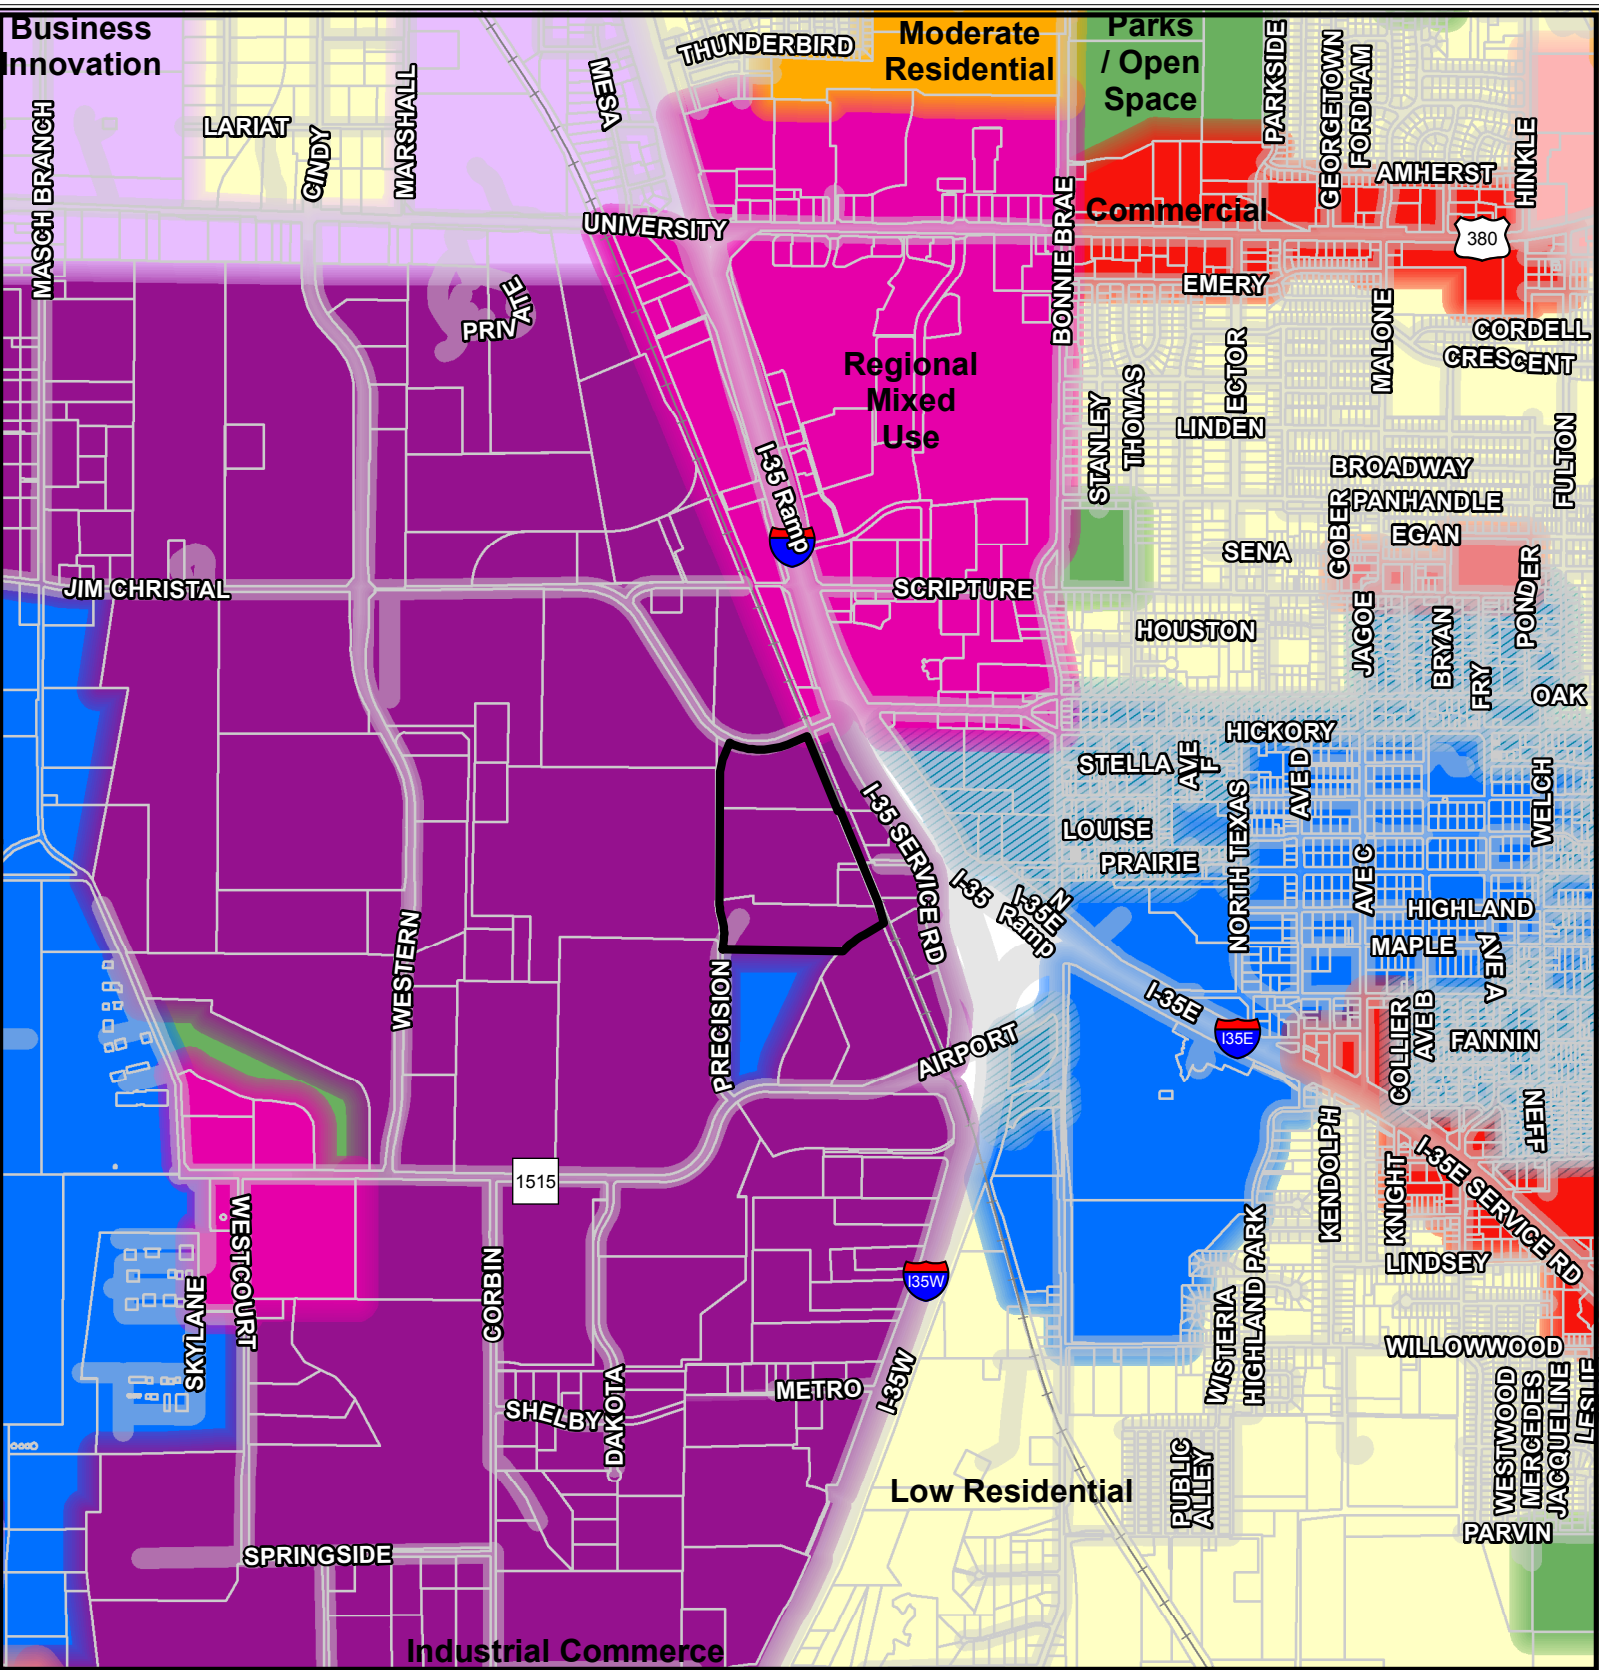 Business
Innovation
THUNDERBIRD
Moderate
Residential
Parks
/ Open
Space
PARKSIDE
GEORGETOWN
FORDHAM
MESA
MARSHALL
LARIAT
CINDY
MASCH BRANCH
AMHERST
HINKLE
UNIVERSITY
BONNIE BRAE
Commercial
380
PRIVATE
EMERY
MALONE
CORDELL
CRESCENT
Regional
Mixed
Use
ECTOR
THOMAS
STANLEY
LINDEN
I-35 Ramp
BROADWAY
PANHANDLE
FULTON
GOBER
EGAN
SENA
PONDER
JIM CHRISTAL
SCRIPTURE
HOUSTON
JAGOE
BRYAN
FRY
OAK
HICKORY
STELLA
AVE F
AVE D
NORTH TEXAS
WELCH
I-35 SERVICE RD
LOUISE
PRAIRIE
AVE C
I-35
N
I-35E
Ramp
HIGHLAND
MAPLE
AVE A
WESTERN
PRECISION
I-35E
I35E
COLLIER
AVE B
FANNIN
AIRPORT
NEFF
KENDOLPH
KNIGHT
I-35E SERVICE RD
1515
WESTCOURT
SKYLANE
CORBIN
I35W
HIGHLAND PARK
WISTERIA
LINDSEY
WILLOWWOOD
I-35W
METRO
SHELBY
DAKOTA
WESTWOOD
MERCEDES
JACQUELINE
LESLIE
PUBLIC
ALLEY
Low Residential
PARVIN
SPRINGSIDE
Industrial Commerce